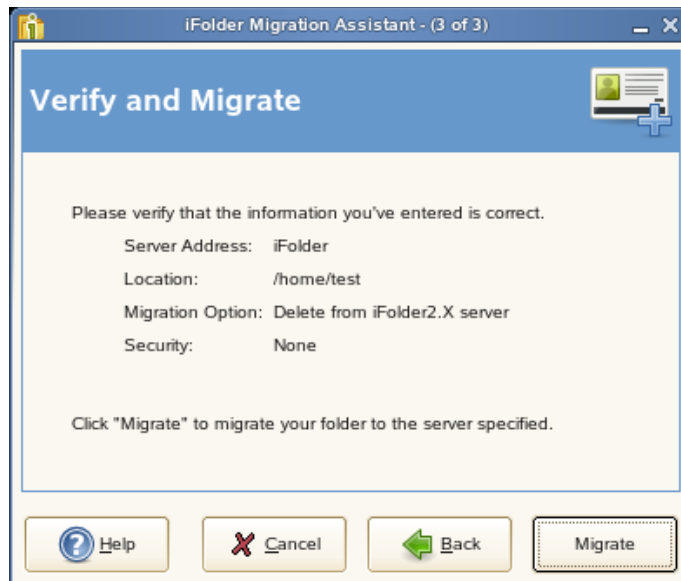 iFolder Migration Assistant - (3 of 3)
Verify and Migrate
Please verify that the information you've entered is correct.
Server Address: iFolder
Location: /home/test
Migration Option: Delete from iFolder2.X server
Security: None
Click "Migrate" to migrate your folder to the server specified.
Help Cancel Back Migrate